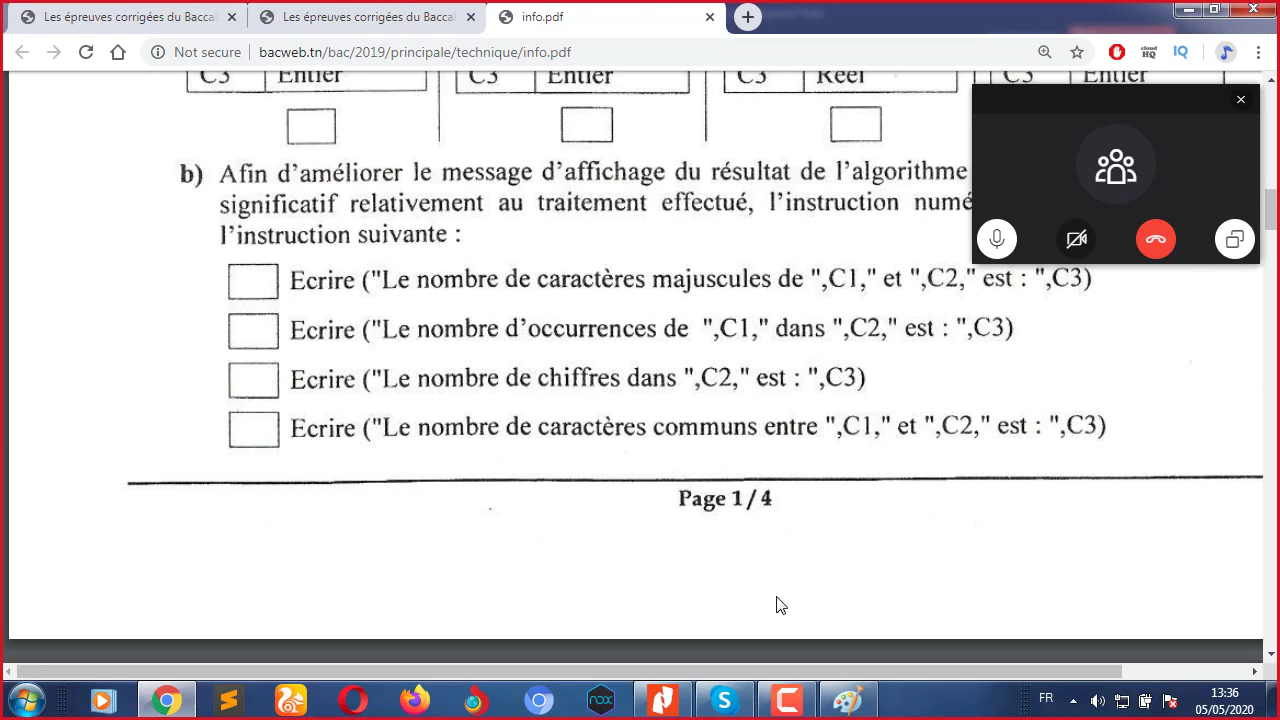 Les épreuves corrigées du Baccal
Les épreuves corrigées du Baccal
info.pdf
Not secure
bacweb.tn/bac/2019/principale/technique/info.pdf
cloud
HQ
IQ
C3 Entier
C3 Entier
C3 Réel
C3 Entier
b) Afin d’améliorer le message d’affichage du résultat de l’algorithme
significatif relativement au traitement effectué, l’instruction numé
l’instruction suivante :
Ecrire ("Le nombre de caractères majuscules de ",C1," et ",C2," est : ",C3)
Ecrire ("Le nombre d’occurrences de ",C1," dans ",C2," est : ",C3)
Ecrire ("Le nombre de chiffres dans ",C2," est : ",C3)
Ecrire ("Le nombre de caractères communs entre ",C1," et ",C2," est : ",C3)
Page 1 / 4
nox
FR
13:36
05/05/2020